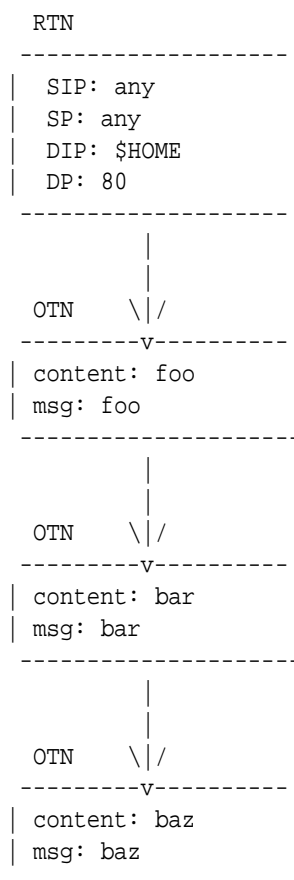 RTN
 --------------------
|  SIP: any
|  SP: any
|  DIP: $HOME
|  DP: 80
 --------------------
          |
          |
  OTN    \|/
 ---------v----------
| content: foo
| msg: foo
 ---------------------
          |
          |
  OTN    \|/
 ---------v----------
| content: bar
| msg: bar
 ---------------------
          |
          |
  OTN    \|/
 ---------v----------
| content: baz
| msg: baz